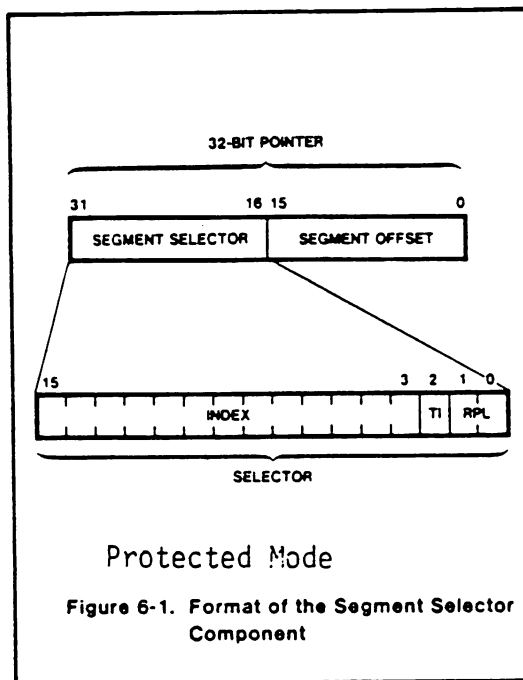 32-BIT POINTER
31 16 15 0
SEGMENT SELECTOR SEGMENT OFFSET
15 3 2 1 0
INDEX TI RPL
SELECTOR
Protected Mode
Figure 6-1. Format of the Segment Selector
Component